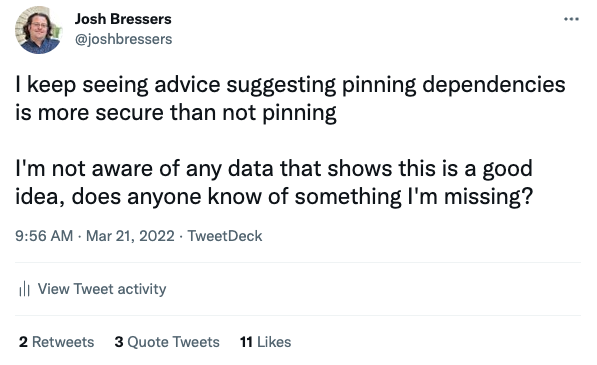 Josh Bressers
@joshbressers
I keep seeing advice suggesting pinning dependencies
is more secure than not pinning
I'm not aware of any data that shows this is a good
idea, does anyone know of something I'm missing?
9:56 AM · Mar 21, 2022 · TweetDeck
View Tweet activity
2 Retweets 3 Quote Tweets 11 Likes